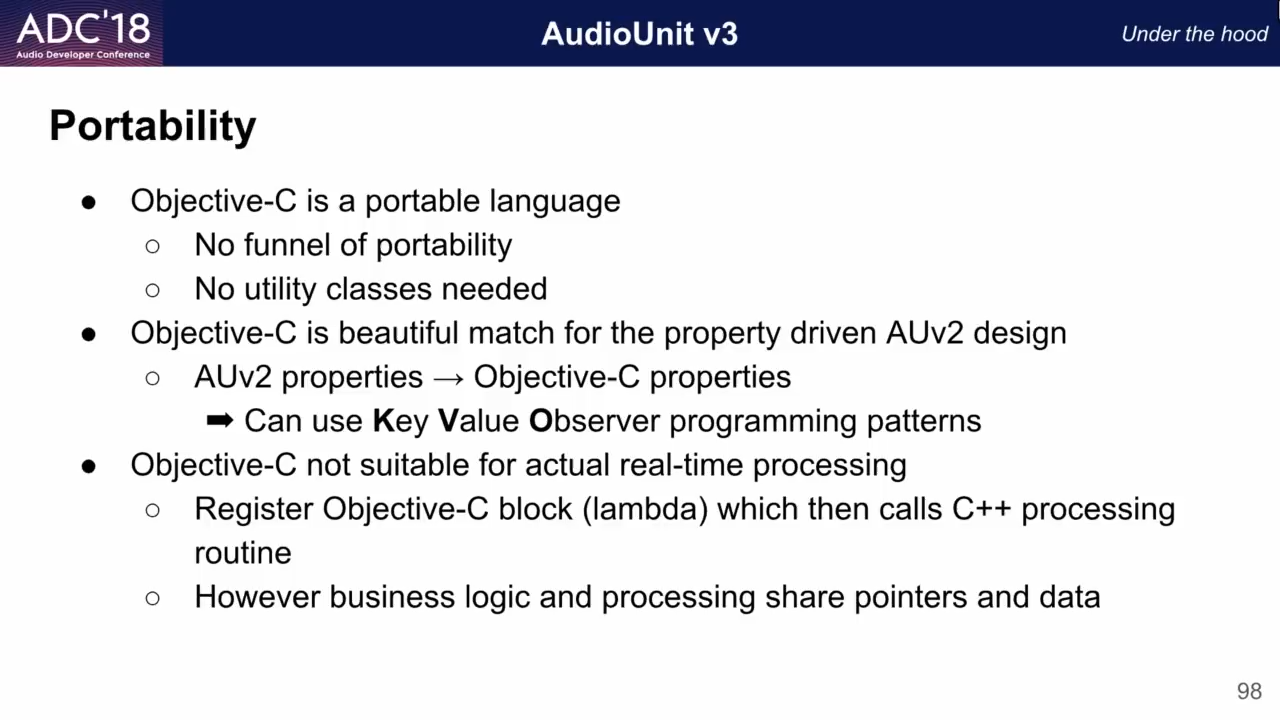 ADC'18
Audio Developer Conference
AudioUnit v3
Under the hood
Portability
● Objective-C is a portable language
○ No funnel of portability
○ No utility classes needed
● Objective-C is beautiful match for the property driven AUv2 design
○ AUv2 properties → Objective-C properties
➡ Can use Key Value Observer programming patterns
● Objective-C not suitable for actual real-time processing
○ Register Objective-C block (lambda) which then calls C++ processing
routine
○ However business logic and processing share pointers and data
98